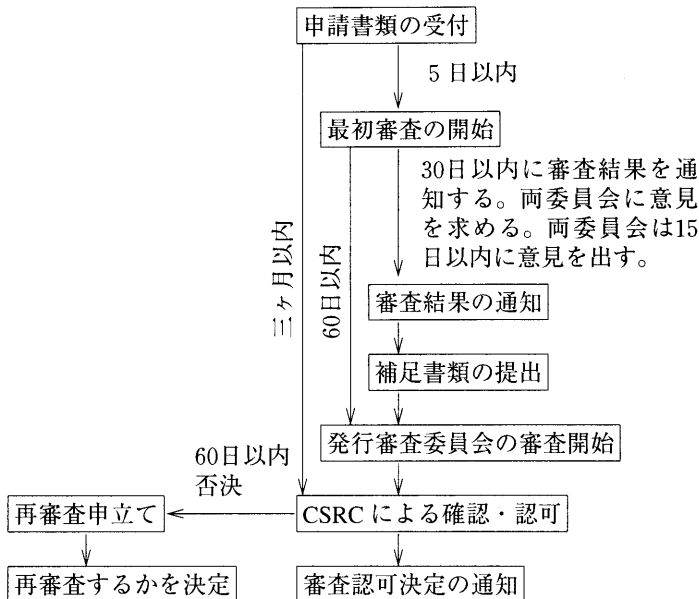 申請書類の受付
5日以内
最初審査の開始
30日以内に審査結果を通
知する。両委員会に意見
を求める。両委員会は15
日以内に意見を出す。
三ヶ月以内
60日以内
審査結果の通知
補足書類の提出
発行審査委員会の審査開始
60日以内
否決
再審査申立て
CSRCによる確認・認可
再審査するかを決定
審査認可決定の通知